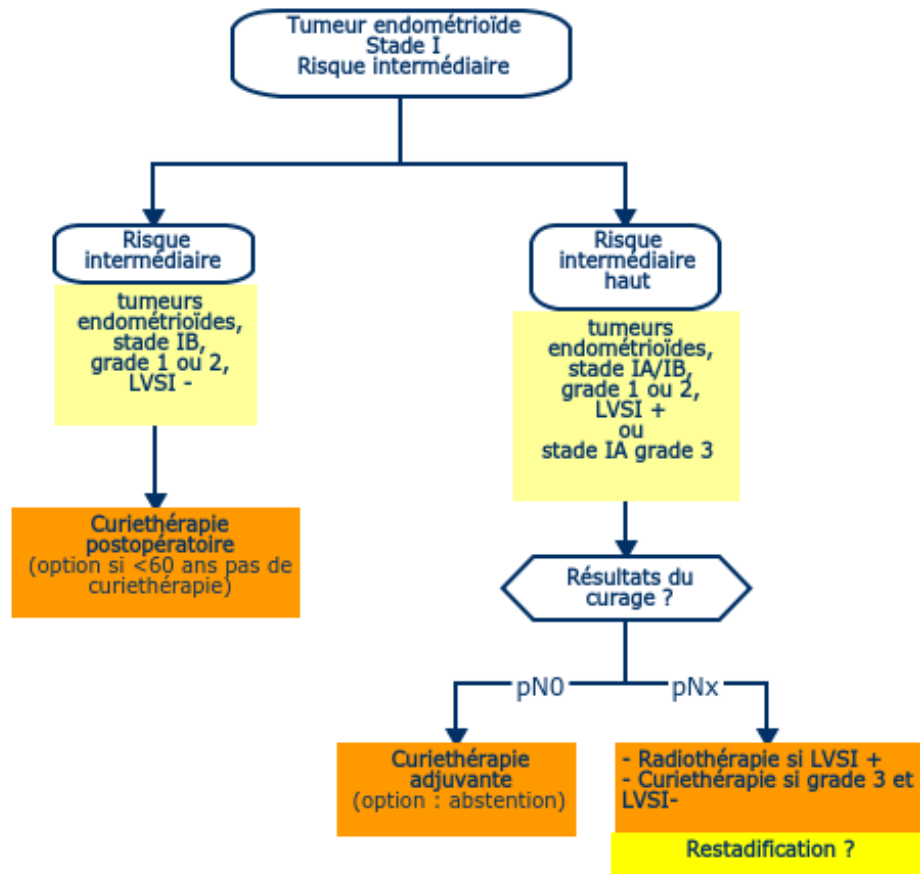 Tumeur endométrioïde
Stade I
Risque intermédiaire
Risque
intermédiaire
tumeurs
endométrioïdes,
stade IB,
grade 1 ou 2,
LVSI -
Curiethérapie
postopératoire
(option si <60 ans pas de
curiethérapie)
Risque
intermédiaire
haut
tumeurs
endométrioïdes,
stade IA/IB,
grade 1 ou 2,
LVSI +
ou
stade IA grade 3
Résultats du
curage ?
pN0
pNx
Curiethérapie
adjuvante
(option : abstention)
- Radiothérapie si LVSI +
- Curiethérapie si grade 3 et
LVSI-
Restadification ?